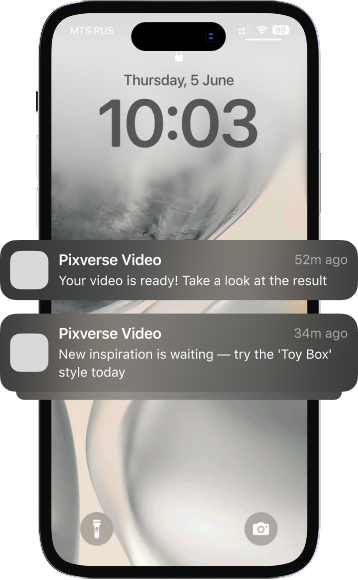 MTS RUS
98
Thursday, 5 June
10:03
Pixverse Video
52m ago
Your video is ready! Take a look at the result
Pixverse Video
34m ago
New inspiration is waiting — try the 'Toy Box'
style today